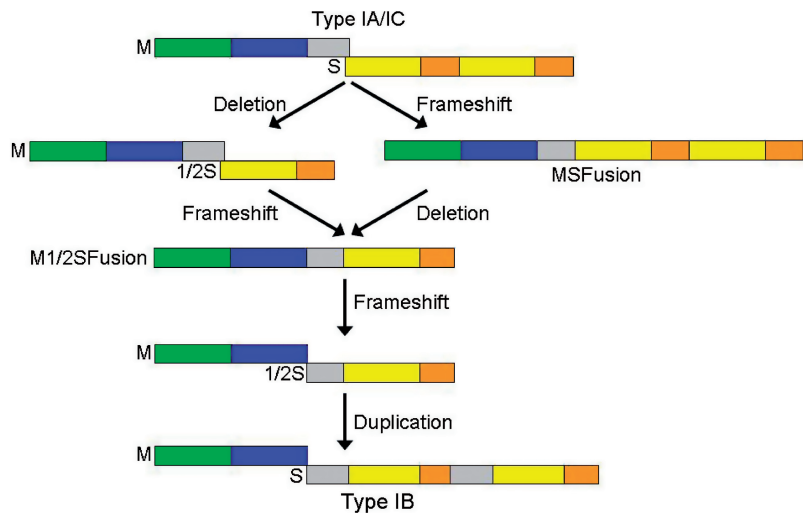 Type IA/IC
M
S
Deletion
Frameshift
M
1/2S
MSFusion
Frameshift
Deletion
M1/2SFusion
Frameshift
M
1/2S
Duplication
M
S
Type IB